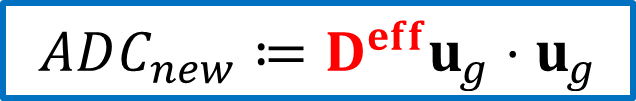 ADC_new ≔ D^eff u_g · u_g